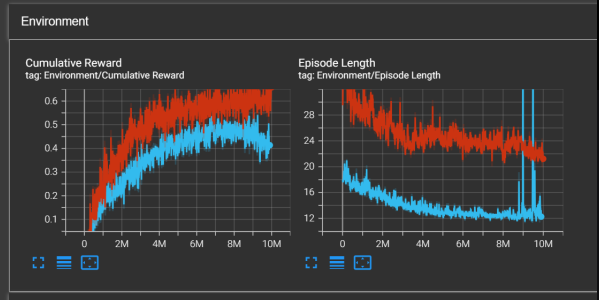 Environment
Cumulative Reward
tag: Environment/Cumulative Reward
0.6
0.5
0.4
0.3
0.2
0.1
0 2M 4M 6M 8M 10M
Episode Length
tag: Environment/Episode Length
28
24
20
16
12
0 2M 4M 6M 8M 10M